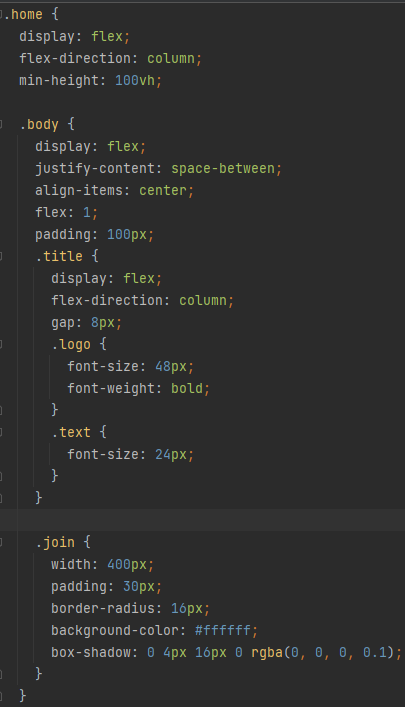 .home {
display: flex;
flex-direction: column;
min-height: 100vh;
.body {
display: flex;
justify-content: space-between;
align-items: center;
flex: 1;
padding: 100px;
.title {
display: flex;
flex-direction: column;
gap: 8px;
.logo {
font-size: 48px;
font-weight: bold;
}
.text {
font-size: 24px;
}
}
.join {
width: 400px;
padding: 30px;
border-radius: 16px;
background-color: #ffffff;
box-shadow: 0 4px 16px 0 rgba(0, 0, 0, 0.1);
}
}